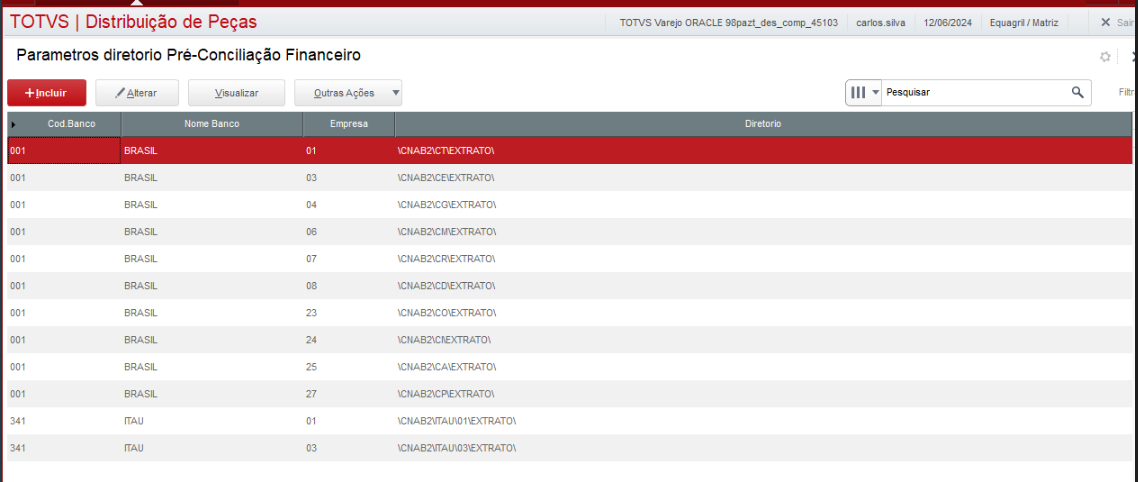 TOTVS | Distribuição de Peças
TOTVS Varejo ORACLE 98pazt_des_comp_45103 carlos.silva 12/06/2024 Equagril / Matriz Sair
Parametros diretorio Pré-Conciliação Financeiro
+ Incluir Alterar Visualizar Outras Ações Pesquisar Filtr
Cod.Banco Nome Banco Empresa Diretorio
001 BRASIL 01 \CNAB2\CT\EXTRATO\
001 BRASIL 03 \CNAB2\CE\EXTRATO\
001 BRASIL 04 \CNAB2\CG\EXTRATO\
001 BRASIL 06 \CNAB2\CM\EXTRATO\
001 BRASIL 07 \CNAB2\CR\EXTRATO\
001 BRASIL 08 \CNAB2\CD\EXTRATO\
001 BRASIL 23 \CNAB2\CO\EXTRATO\
001 BRASIL 24 \CNAB2\CI\EXTRATO\
001 BRASIL 25 \CNAB2\CA\EXTRATO\
001 BRASIL 27 \CNAB2\CP\EXTRATO\
341 ITAU 01 \CNAB2\ITAU\01\EXTRATO\
341 ITAU 03 \CNAB2\ITAU\03\EXTRATO\